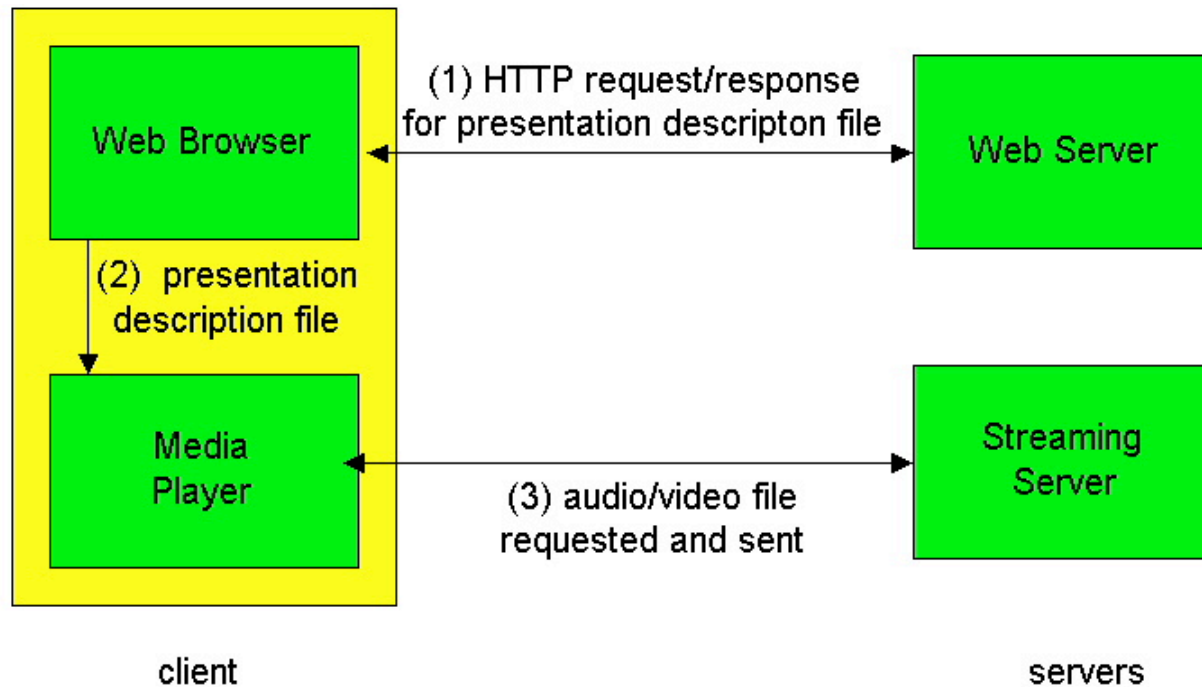 Web Browser
(1) HTTP request/response
for presentation descripton file
Web Server
(2) presentation
description file
Media
Player
(3) audio/video file
requested and sent
Streaming
Server
client
servers